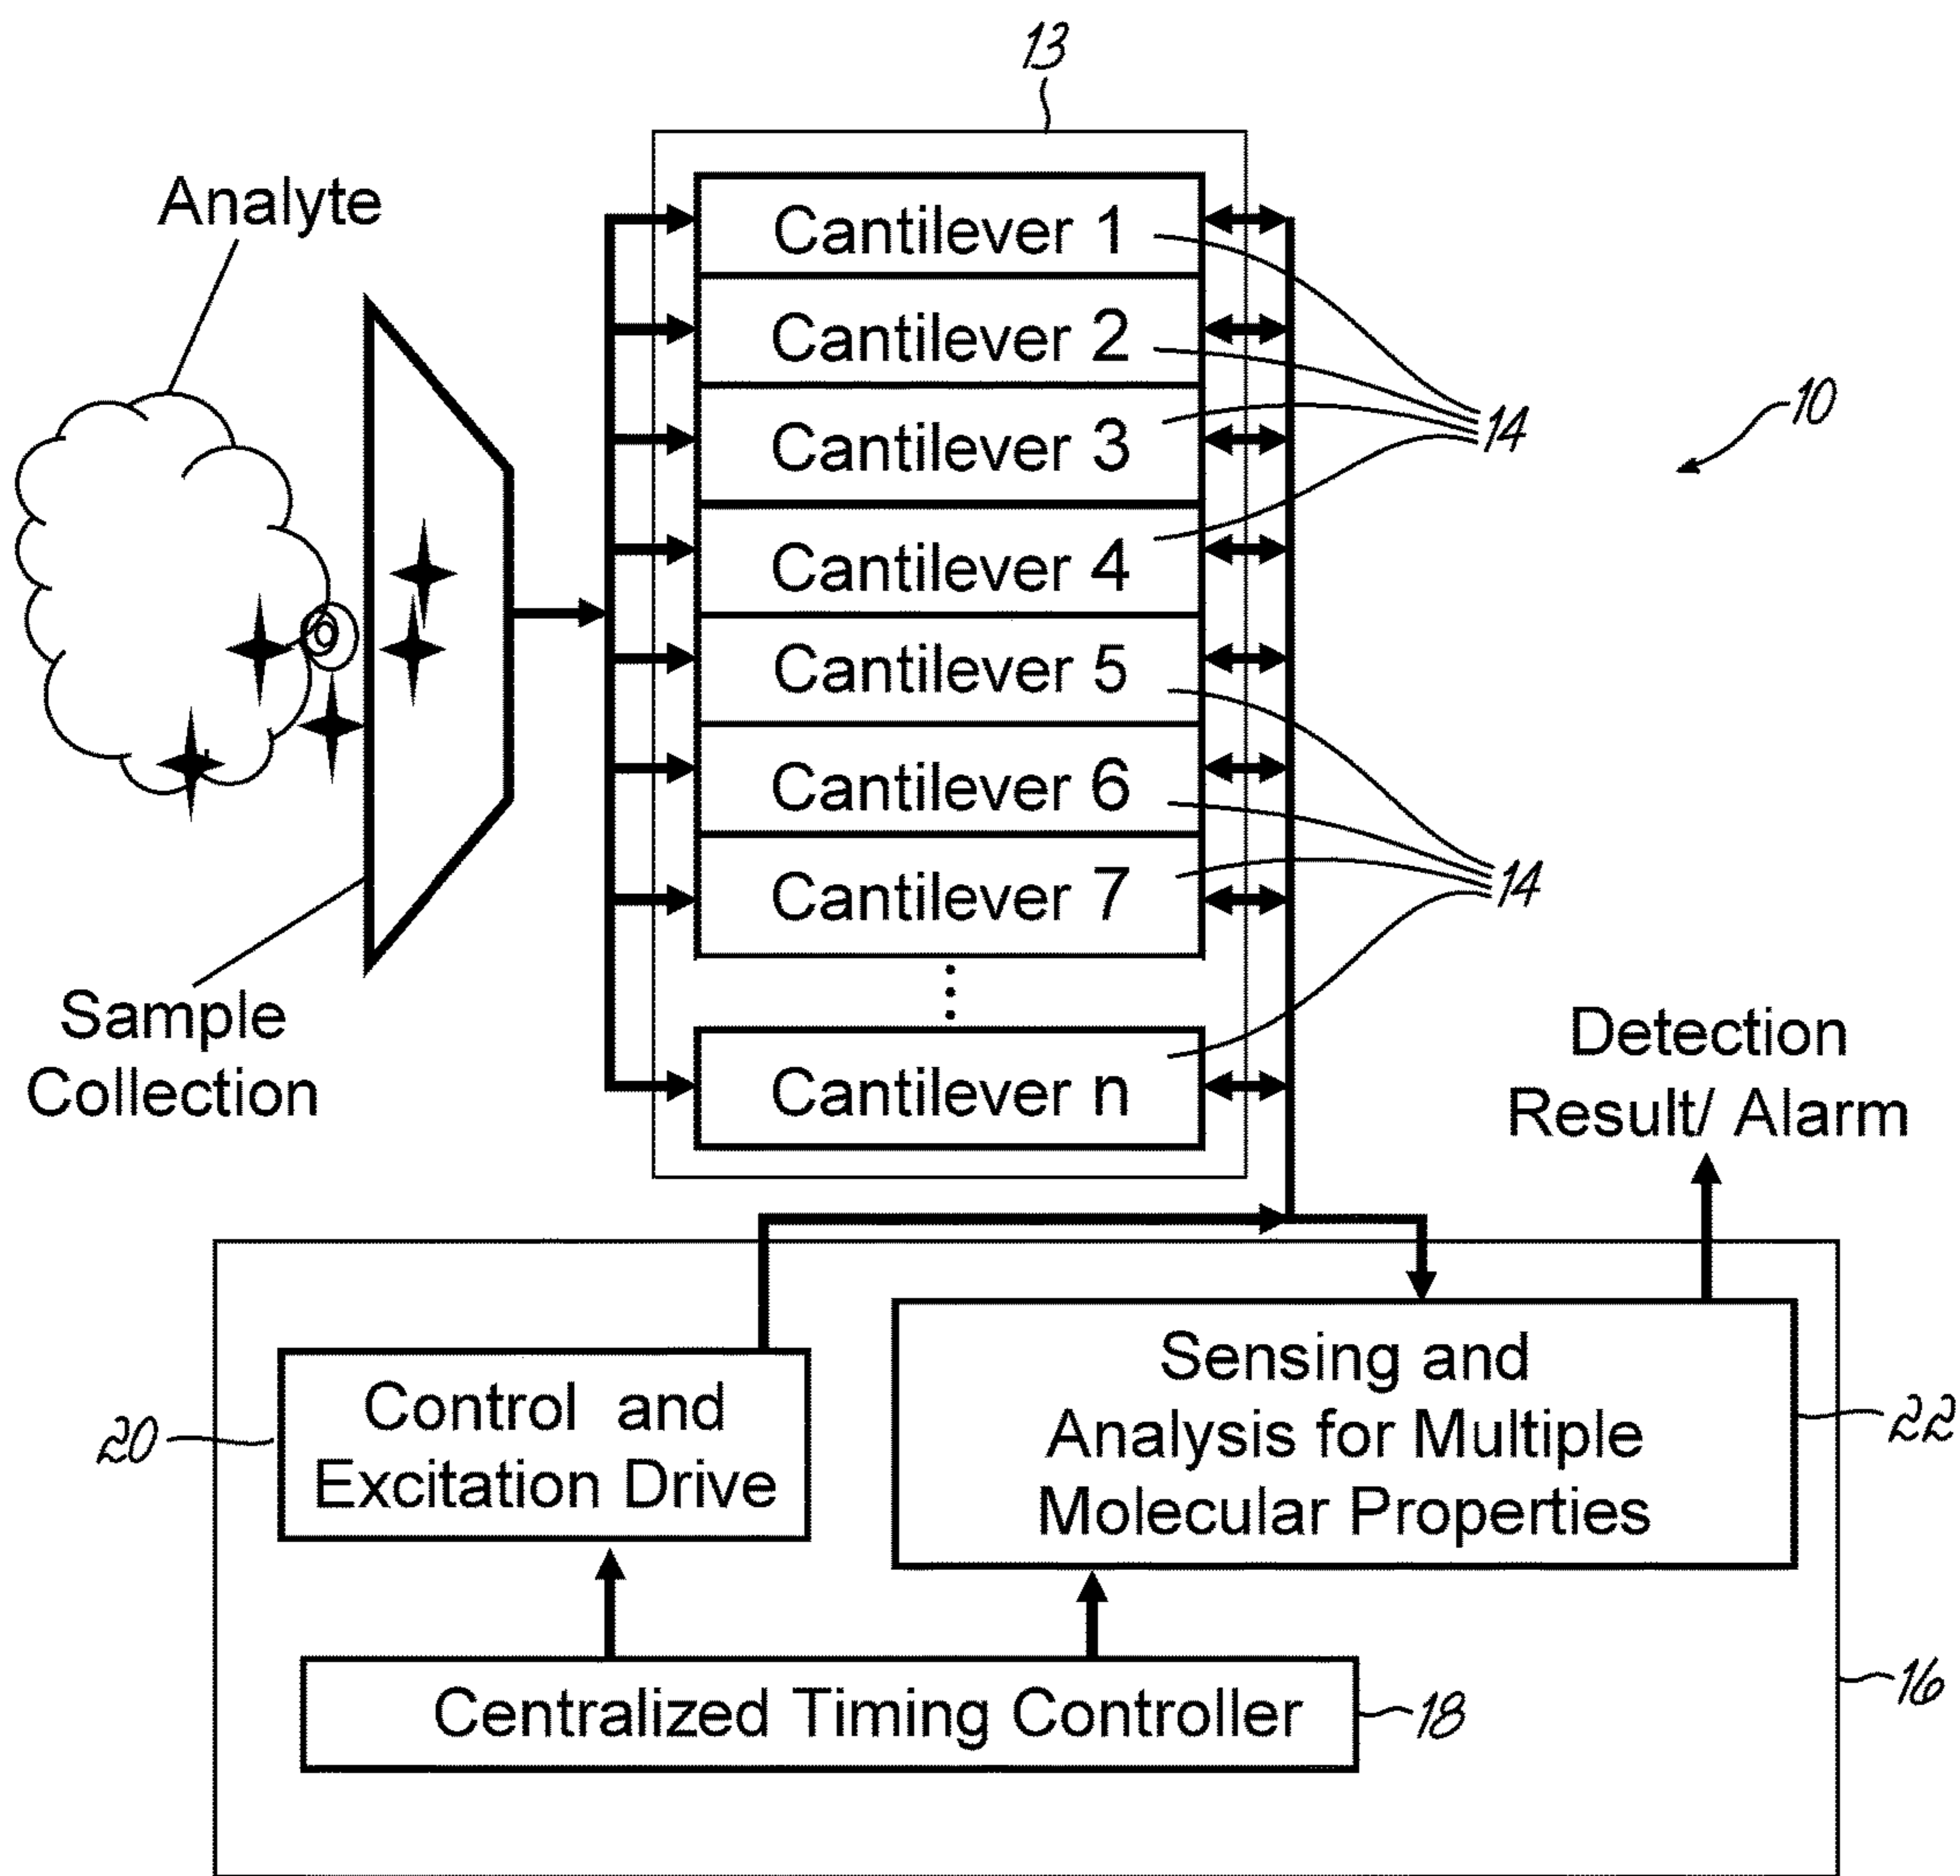 13
Analyte
Cantilever 1
Cantilever 2
Cantilever 3
14
10
Cantilever 4
Cantilever 5
Cantilever 6
Cantilever 7
14
Sample
Collection
Cantilever n
Detection
Result/ Alarm
Control and
Excitation Drive
20
Sensing and
Analysis for Multiple
Molecular Properties
22
Centralized Timing Controller
18
16